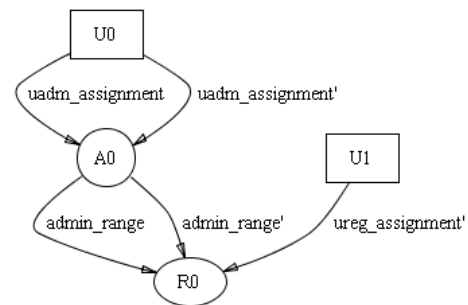 U0
uadm_assignment uadm_assignment'
A0 U1
admin_range admin_range' ureg_assignment'
R0